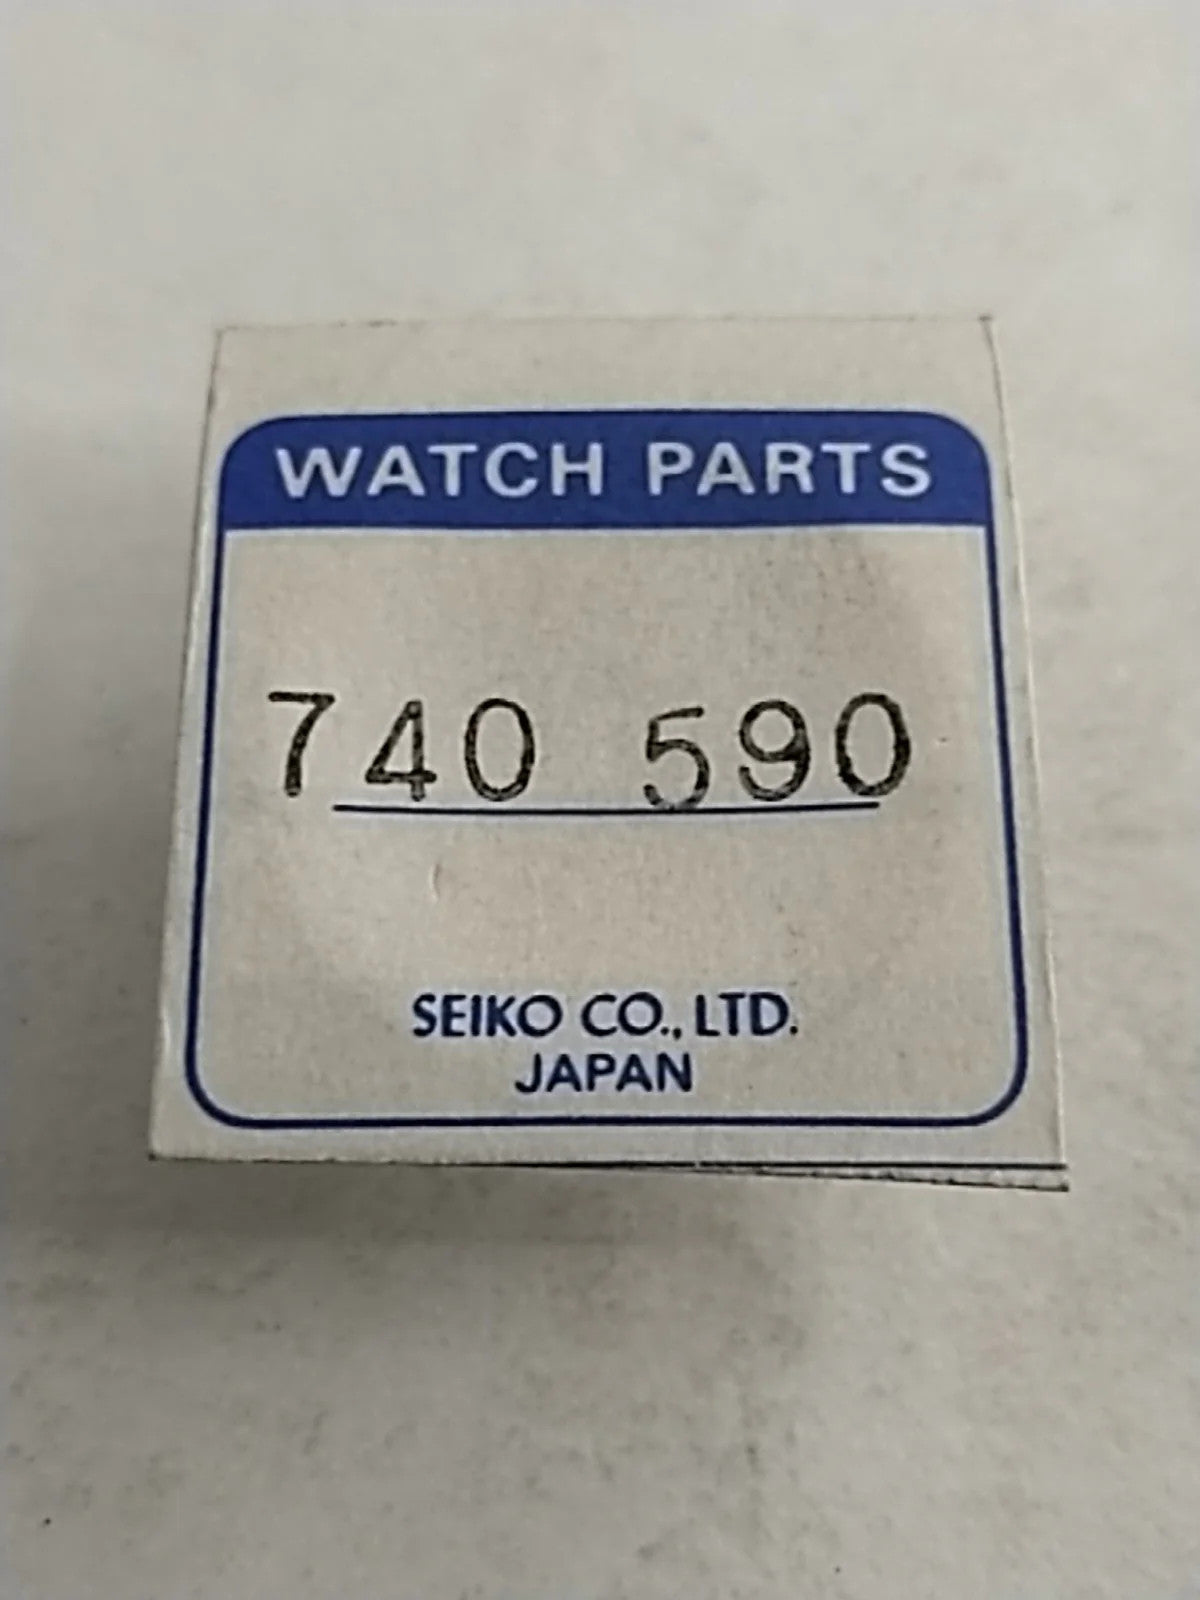 WATCH PARTS
740 590
SEIKO CO., LTD.
JAPAN